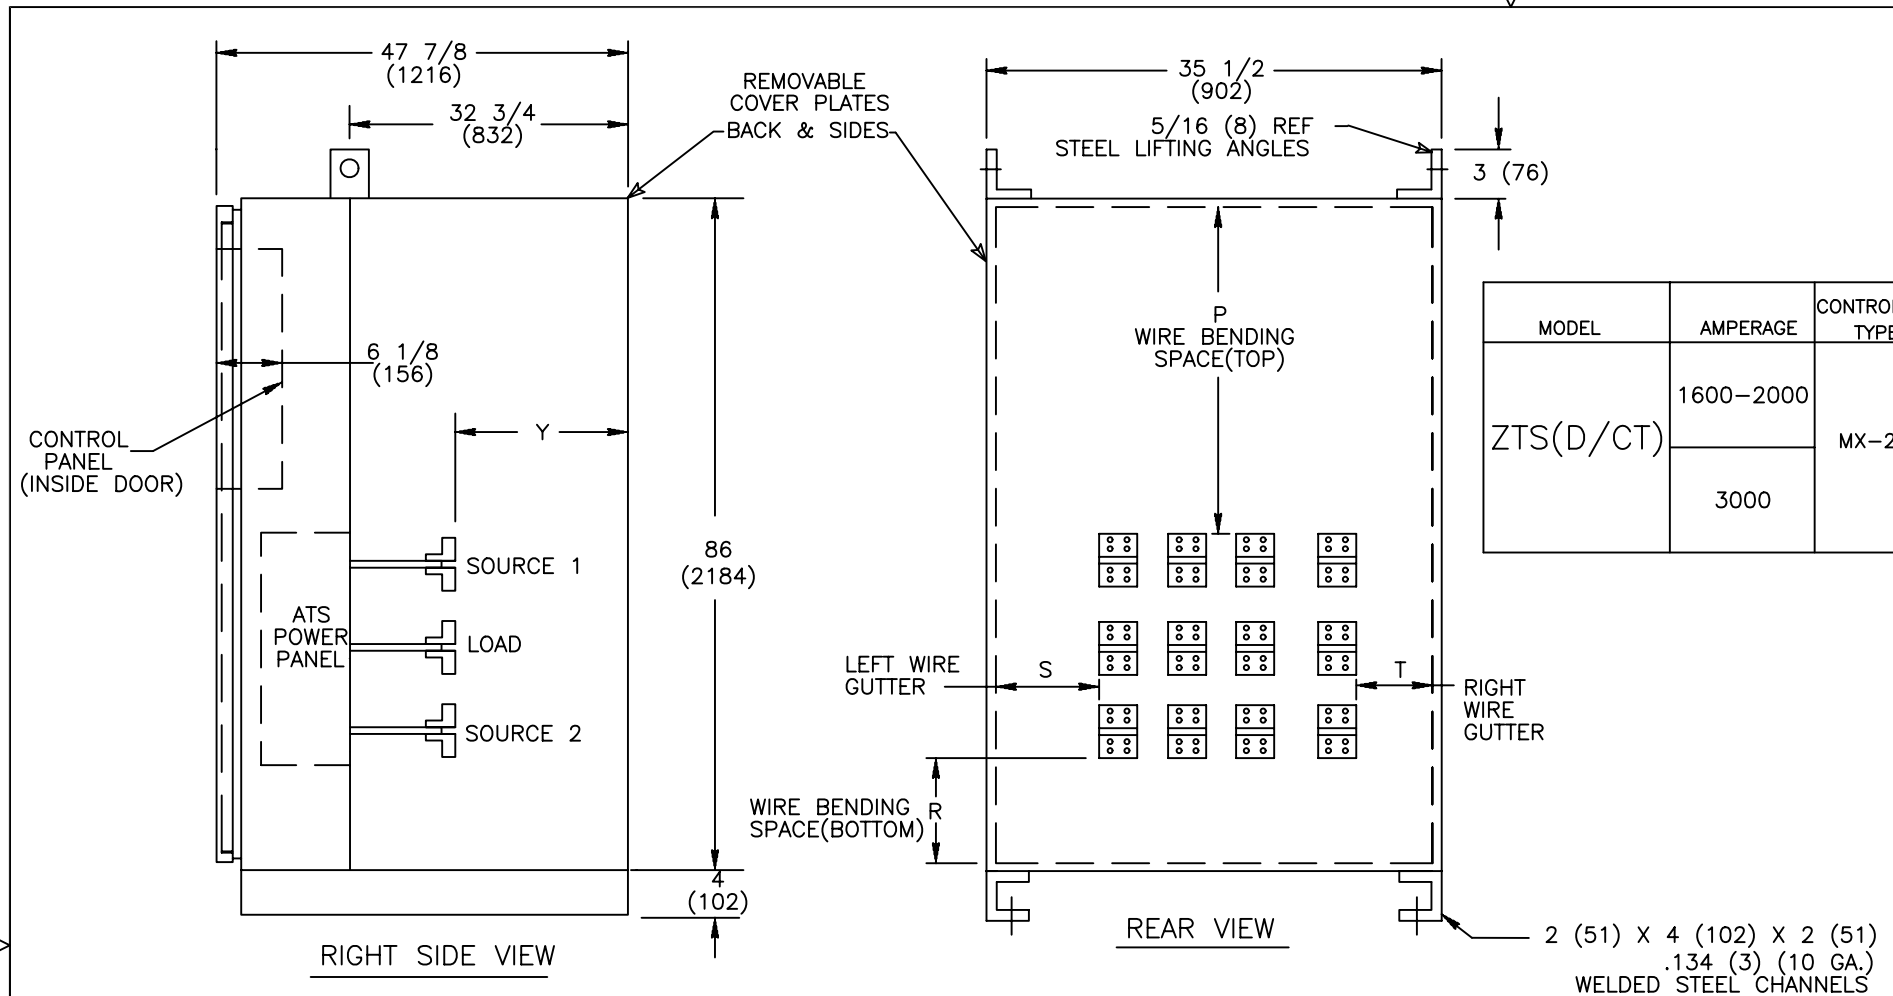 47 7/8
(1216)
32 3/4
(832)
REMOVABLE
COVER PLATES
BACK & SIDES
35 1/2
(902)
5/16 (8) REF
STEEL LIFTING ANGLES
3 (76)
6 1/8
(156)
CONTROL
PANEL
(INSIDE DOOR)
Y
ATS
POWER
PANEL
SOURCE 1
LOAD
SOURCE 2
86
(2184)
4
(102)
RIGHT SIDE VIEW
P
WIRE BENDING
SPACE(TOP)
LEFT WIRE
GUTTER
S
T
RIGHT
WIRE
GUTTER
WIRE BENDING
SPACE(BOTTOM)
R
REAR VIEW
2 (51) X 4 (102) X 2 (51)
.134 (3) (10 GA.)
WELDED STEEL CHANNELS
MODEL
AMPERAGE
CONTROL
TYPE
ZTS(D/CT)
1600-2000
3000
MX-2